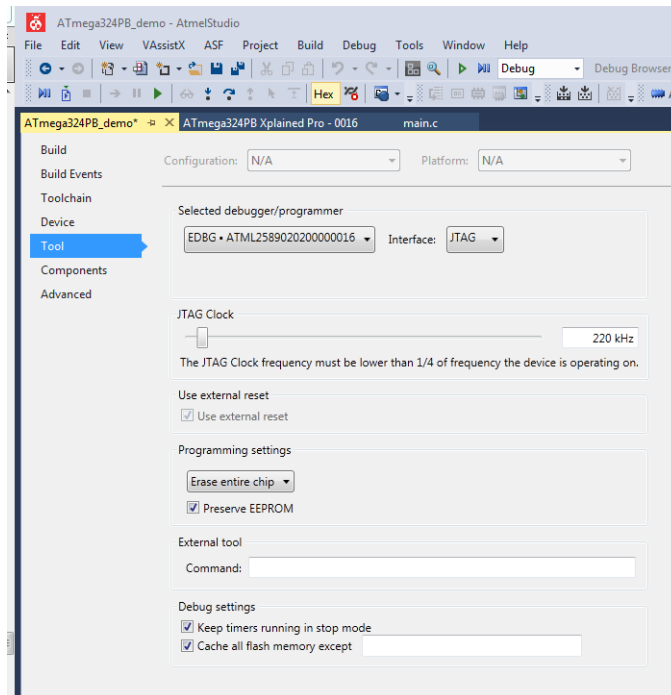 ATmega324PB_demo - AtmelStudio
File Edit View VAssistX ASF Project Build Debug Tools Window Help
Debug Debug Browser
Hex
ATmega324PB_demo* ATmega324PB Xplained Pro - 0016 main.c
Build
Build Events
Toolchain
Device
Tool
Components
Advanced
Configuration: N/A Platform: N/A
Selected debugger/programmer
EDBG • ATML2589020200000016 Interface: JTAG
JTAG Clock
220 kHz
The JTAG Clock frequency must be lower than 1/4 of frequency the device is operating on.
Use external reset
Use external reset
Programming settings
Erase entire chip
Preserve EEPROM
External tool
Command:
Debug settings
Keep timers running in stop mode
Cache all flash memory except